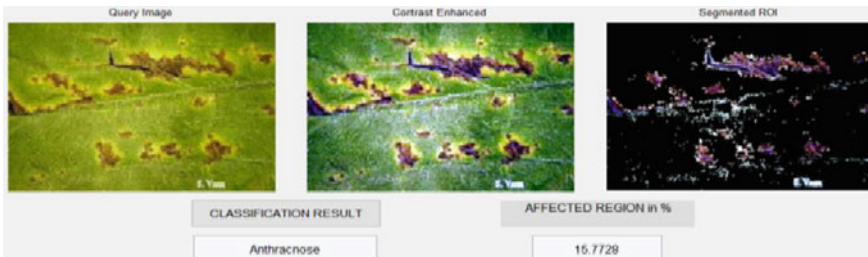 Query Image
Contrast Enhanced
Segmented ROI
CLASSIFICATION RESULT
AFFECTED REGION in %
Anthracnose
15.7728